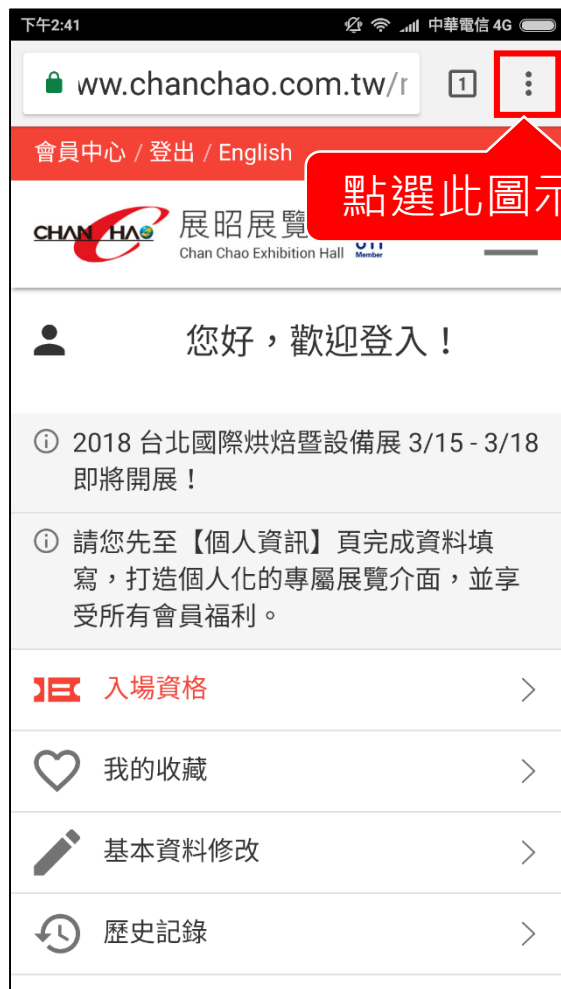 下午2:41
中華電信 4G
ww.chanchao.com.tw/r
1
會員中心 / 登出 / English
點選此圖示
CHAN CHAO
展昭展覽
Chan Chao Exhibition Hall
Member
您好，歡迎登入！
2018 台北國際烘焙暨設備展 3/15 - 3/18
即將開展！
請您先至【個人資訊】頁完成資料填
寫，打造個人化的專屬展覽介面，並享
受所有會員福利。
入場資格
我的收藏
基本資料修改
歷史記錄